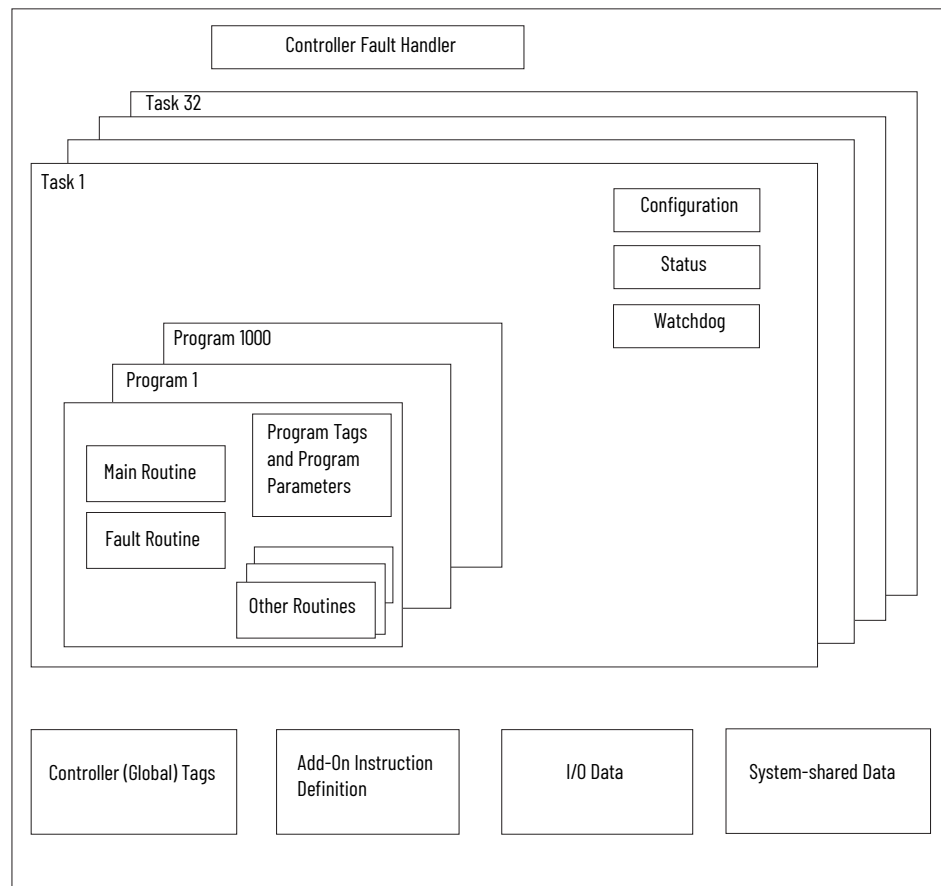 Controller Fault Handler
Task 32
Task 1
Configuration
Status
Watchdog
Program 1000
Program 1
Program Tags
and Program
Parameters
Main Routine
Fault Routine
Other Routines
Controller (Global) Tags
Add-On Instruction
Definition
I/O Data
System-shared Data